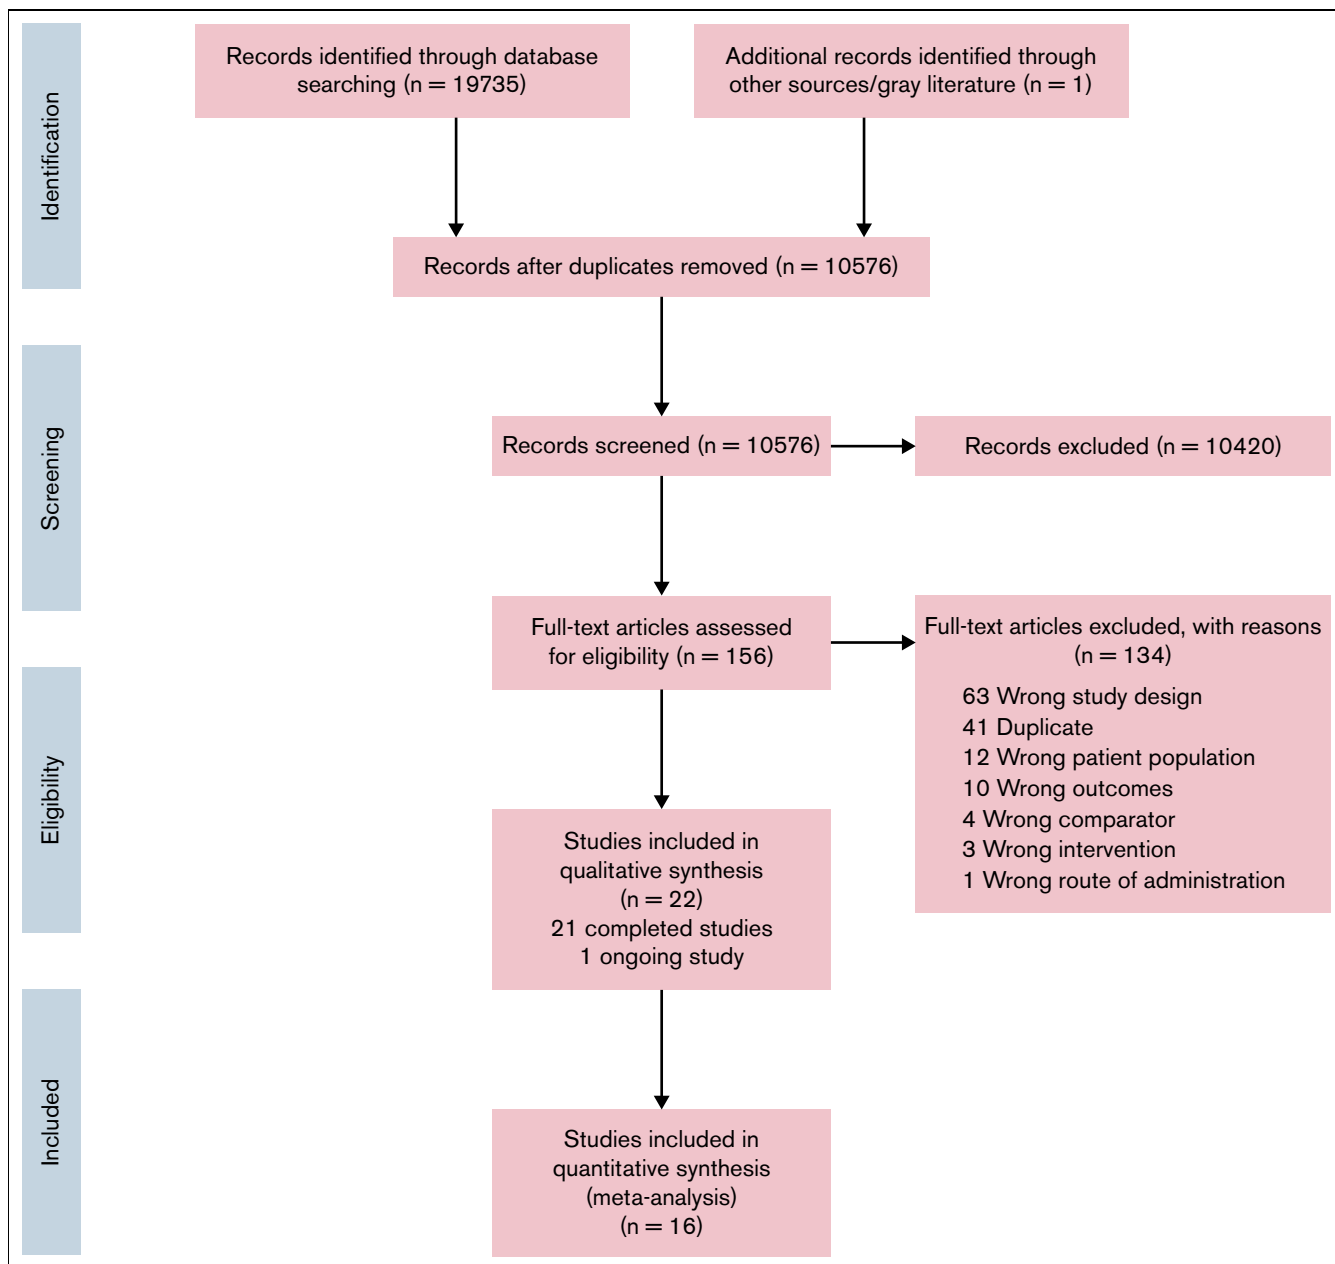 Identification
Records identified through database
searching (n = 19735)
Additional records identified through
other sources/gray literature (n = 1)
Records after duplicates removed (n = 10576)
Screening
Records screened (n = 10576)
Records excluded (n = 10420)
Eligibility
Full-text articles assessed
for eligibility (n = 156)
Full-text articles excluded, with reasons
(n = 134)
63 Wrong study design
41 Duplicate
12 Wrong patient population
10 Wrong outcomes
4 Wrong comparator
3 Wrong intervention
1 Wrong route of administration
Studies included in
qualitative synthesis
(n = 22)
21 completed studies
1 ongoing study
Included
Studies included in
quantitative synthesis
(meta-analysis)
(n = 16)